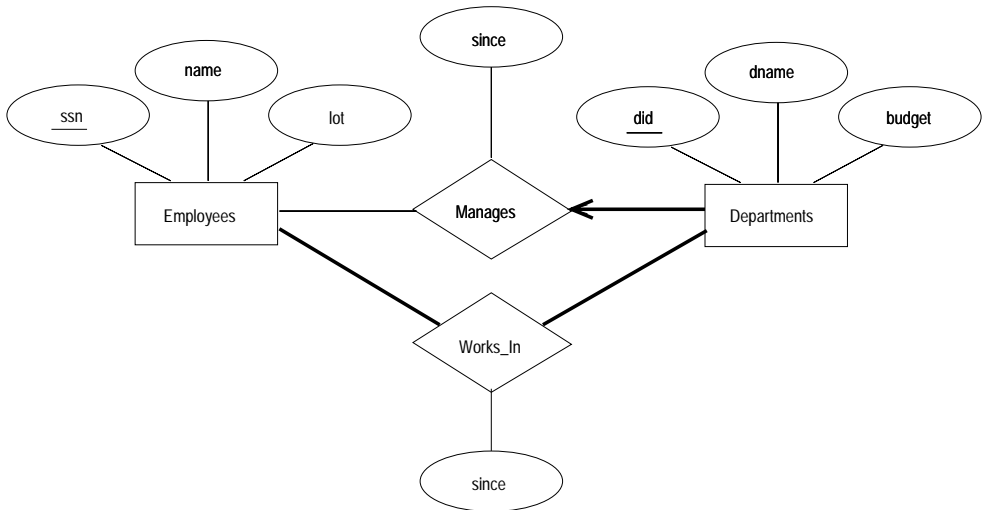 since
name
dname
ssn
lot
did
budget
Employees
Manages
Departments
Works_In
since